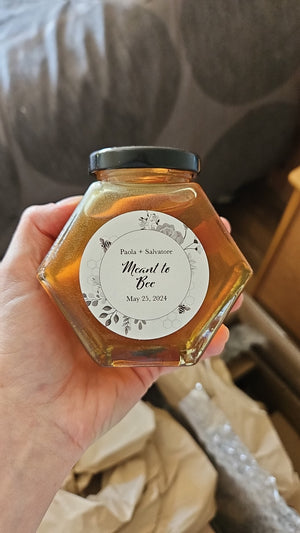 Paola + Salvatore
Meant to
Bee
May 25, 2024